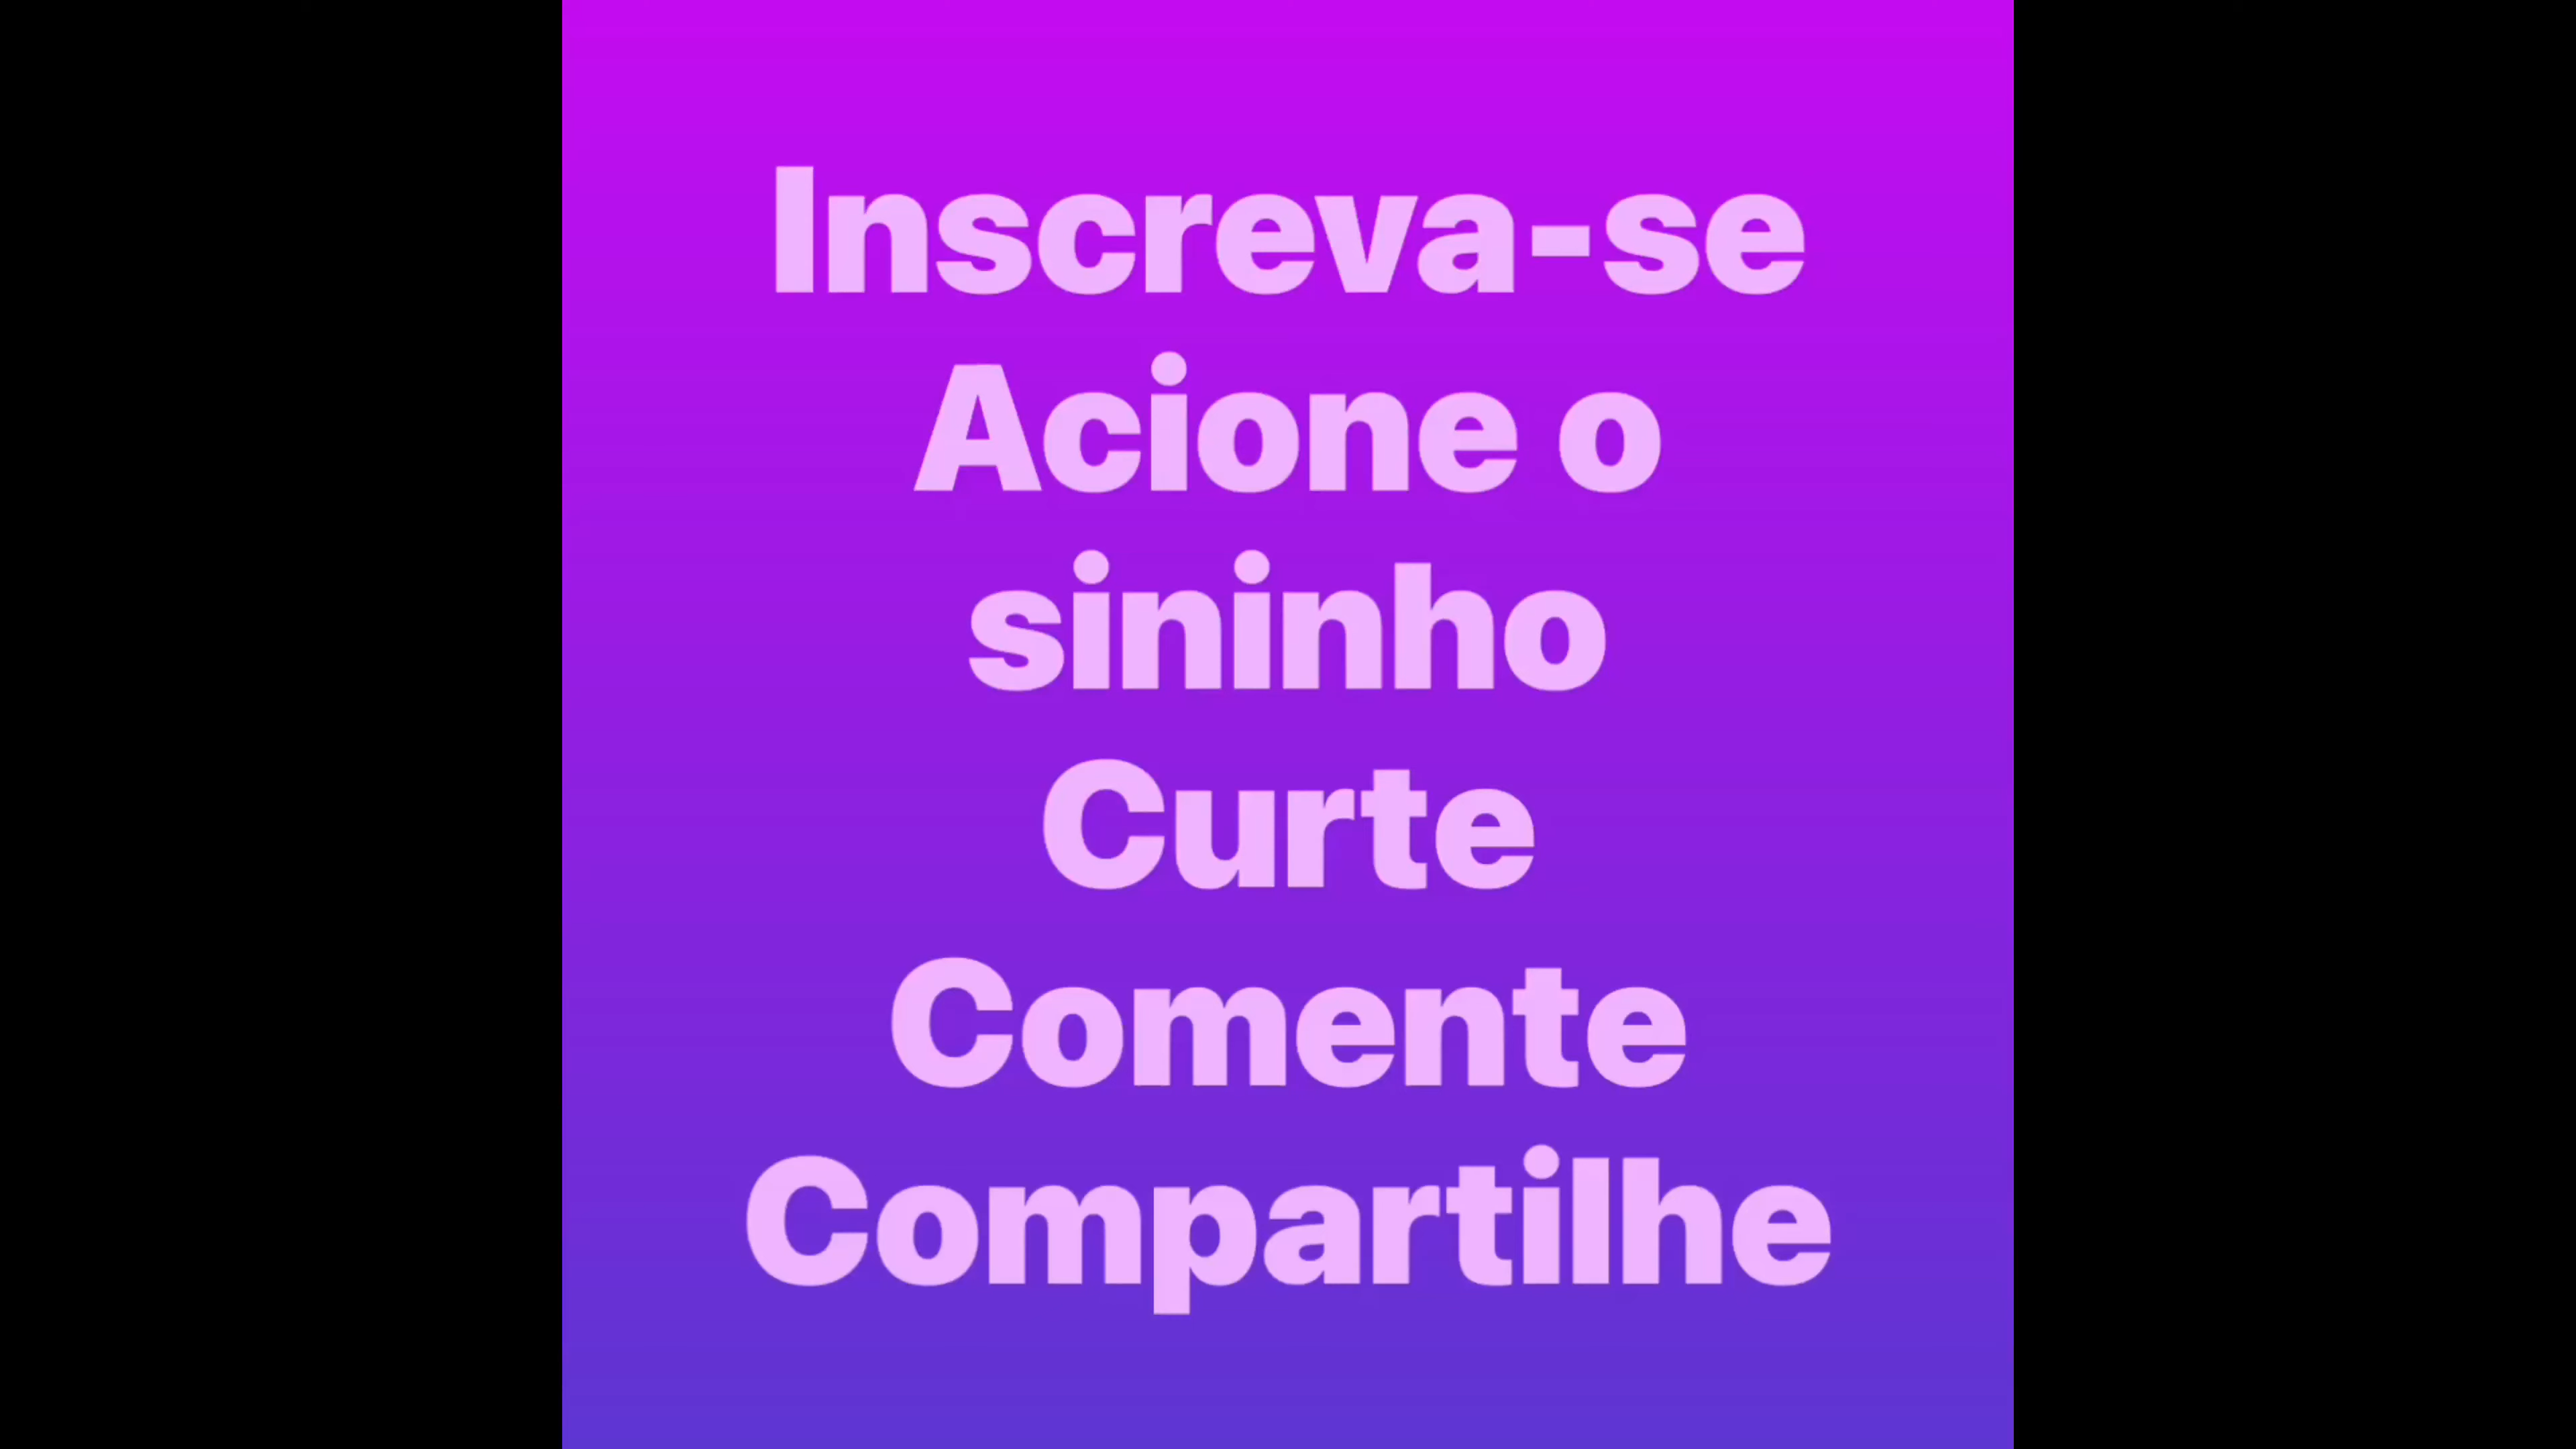 Inscreva-se
Acione o
sininho
Curte
Comente
Compartilhe